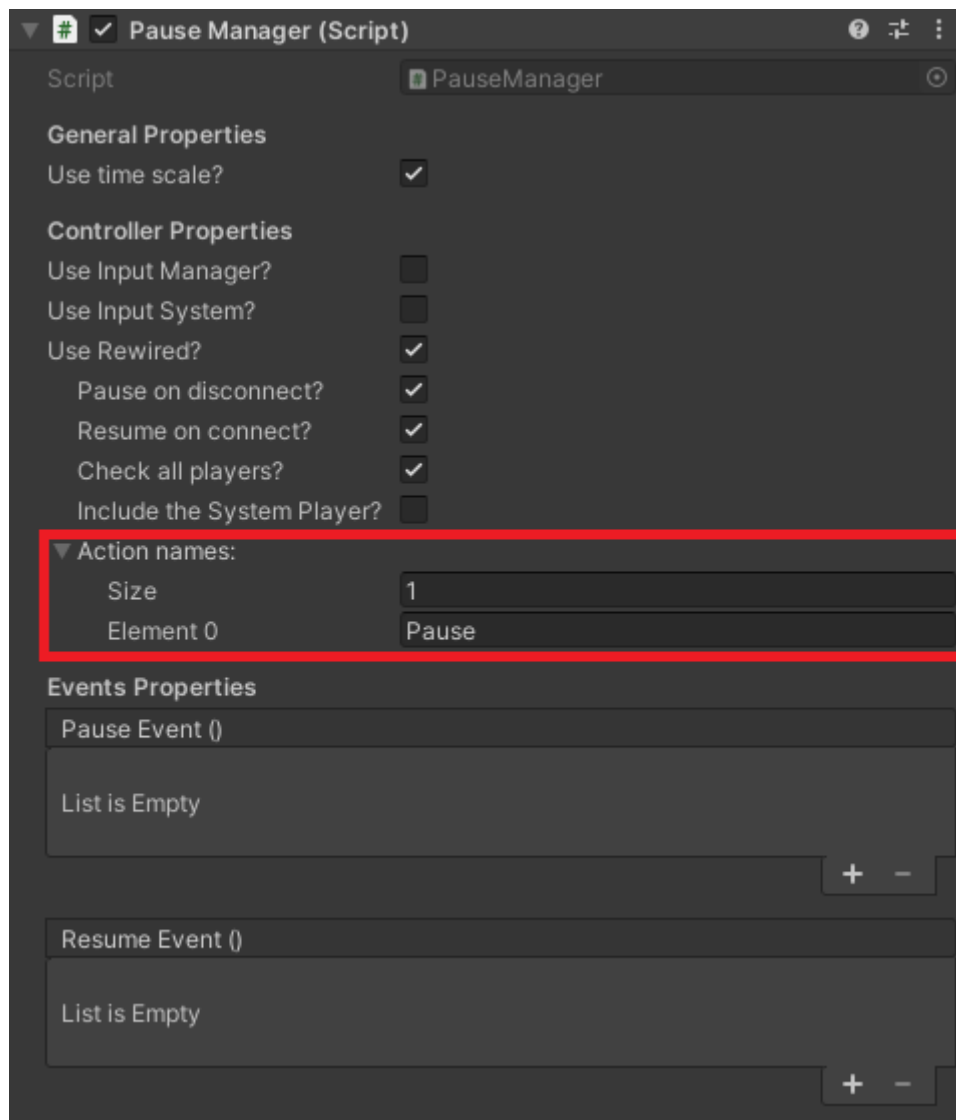 Pause Manager (Script)
Script PauseManager
General Properties
Use time scale?
Controller Properties
Use Input Manager?
Use Input System?
Use Rewired?
Pause on disconnect?
Resume on connect?
Check all players?
Include the System Player?
Action names:
Size 1
Element 0 Pause
Events Properties
Pause Event ()
List is Empty
+ −
Resume Event ()
List is Empty
+ −